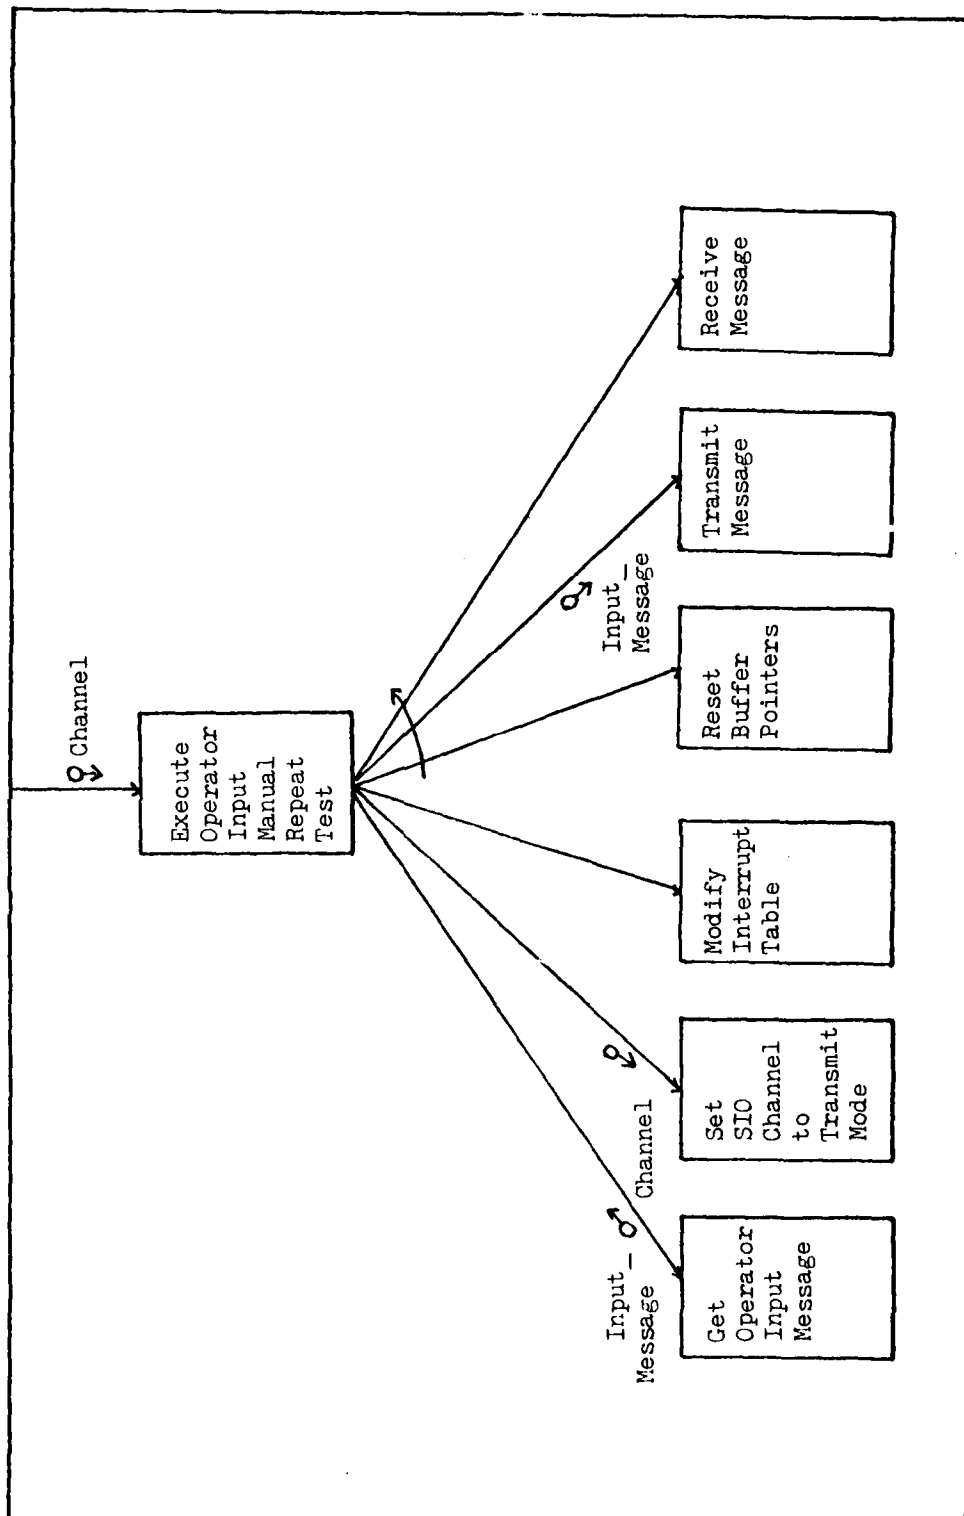 Channel
Execute
Operator
Input
Manual
Repeat
Test
Input_
Message
Channel
Input_
Message
Get
Operator
Input
Message
Set
SIO
Channel
to
Transmit
Mode
Modify
Interrupt
Table
Reset
Buffer
Pointers
Transmit
Message
Receive
Message